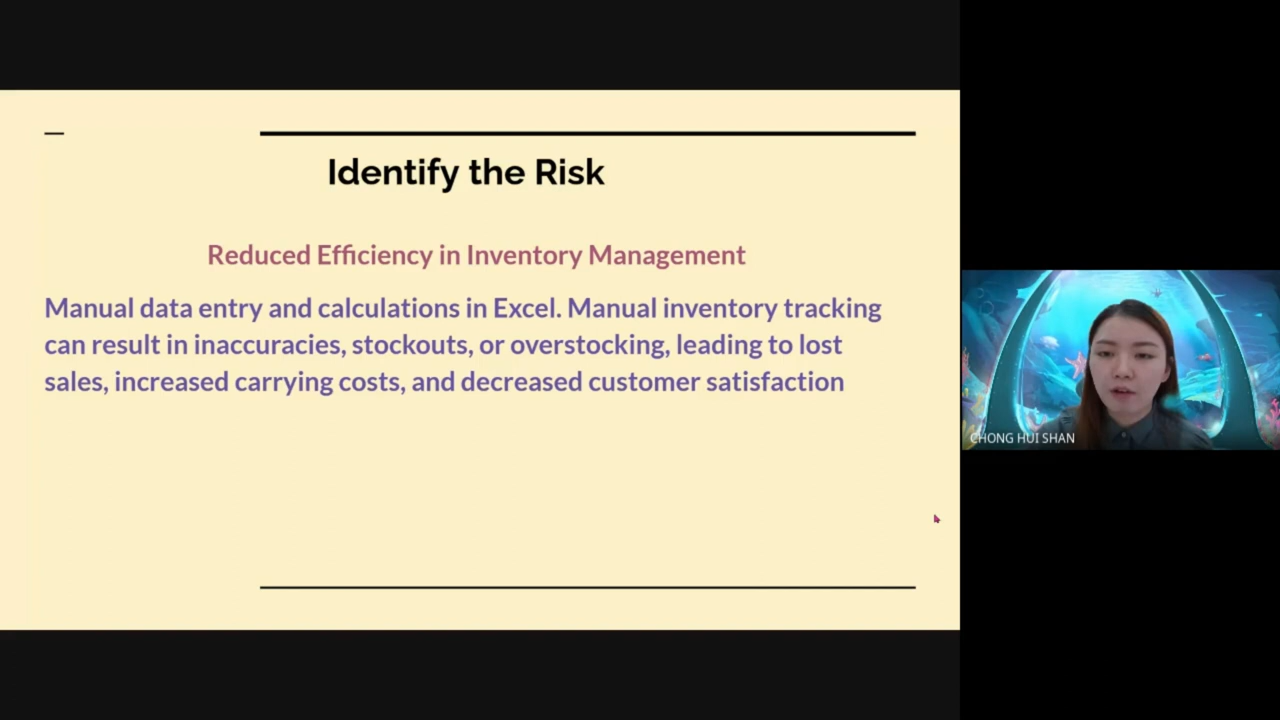 Identify the Risk
Reduced Efficiency in Inventory Management
Manual data entry and calculations in Excel. Manual inventory tracking
can result in inaccuracies, stockouts, or overstocking, leading to lost
sales, increased carrying costs, and decreased customer satisfaction
CHONG HUI SHAN